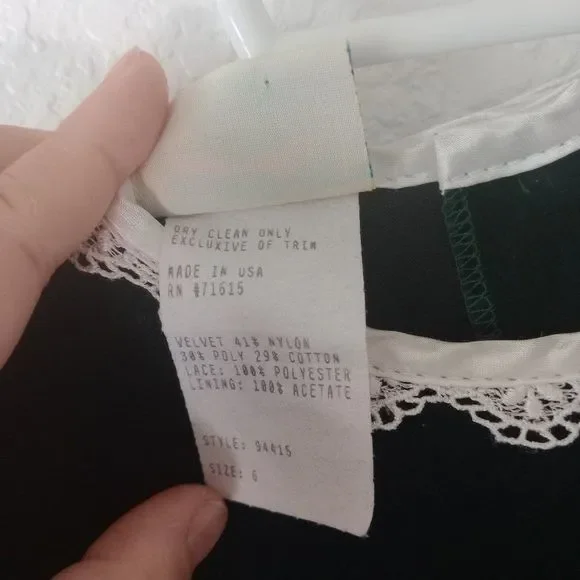 DRY CLEAN ONLY
EXCLUXIVE OF TRIM
MADE IN USA
RN #71615
VELVET 41% NYLON
30% POLY 29% COTTON
LACE: 100% POLYESTER
LINING: 100% ACETATE
STYLE: 94415
SIZE: 6